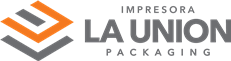 IMPRESORA
LA UNION
PACKAGING